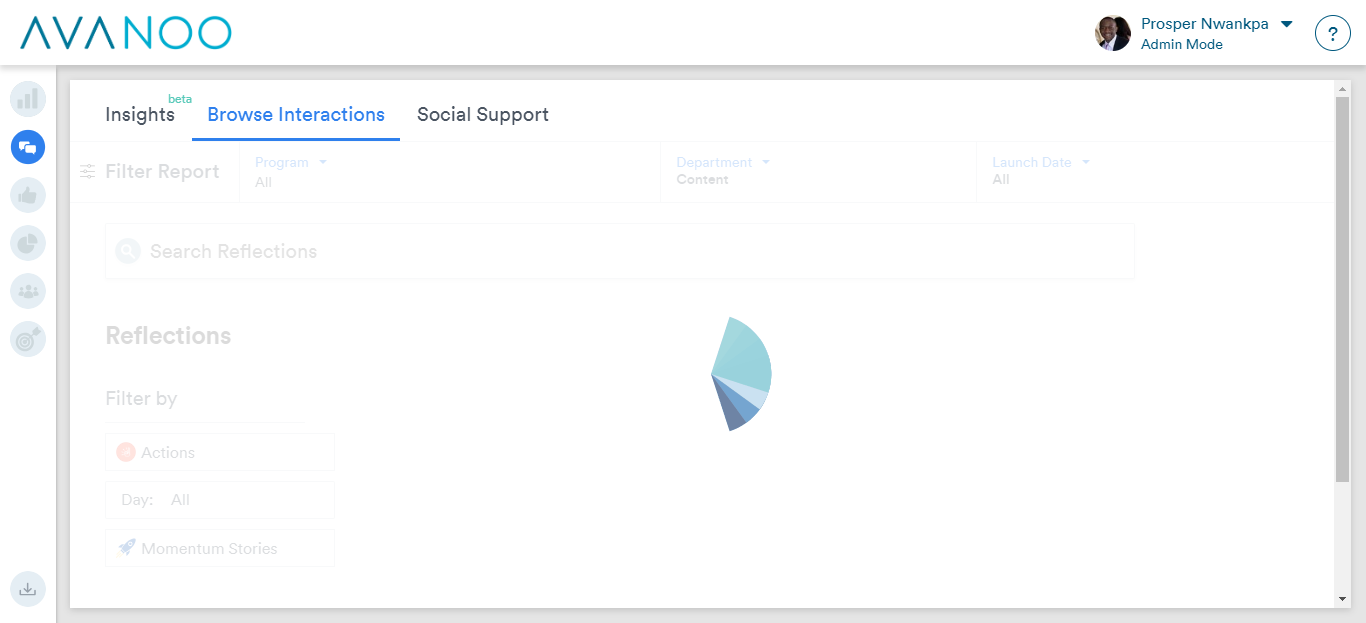 AVANOO
Prosper Nwankpa
Admin Mode
?
Insights
beta
Browse Interactions
Social Support
Filter Report
Program
All
Department
Content
Launch Date
All
Search Reflections
Reflections
Filter by
Actions
Day: All
Momentum Stories